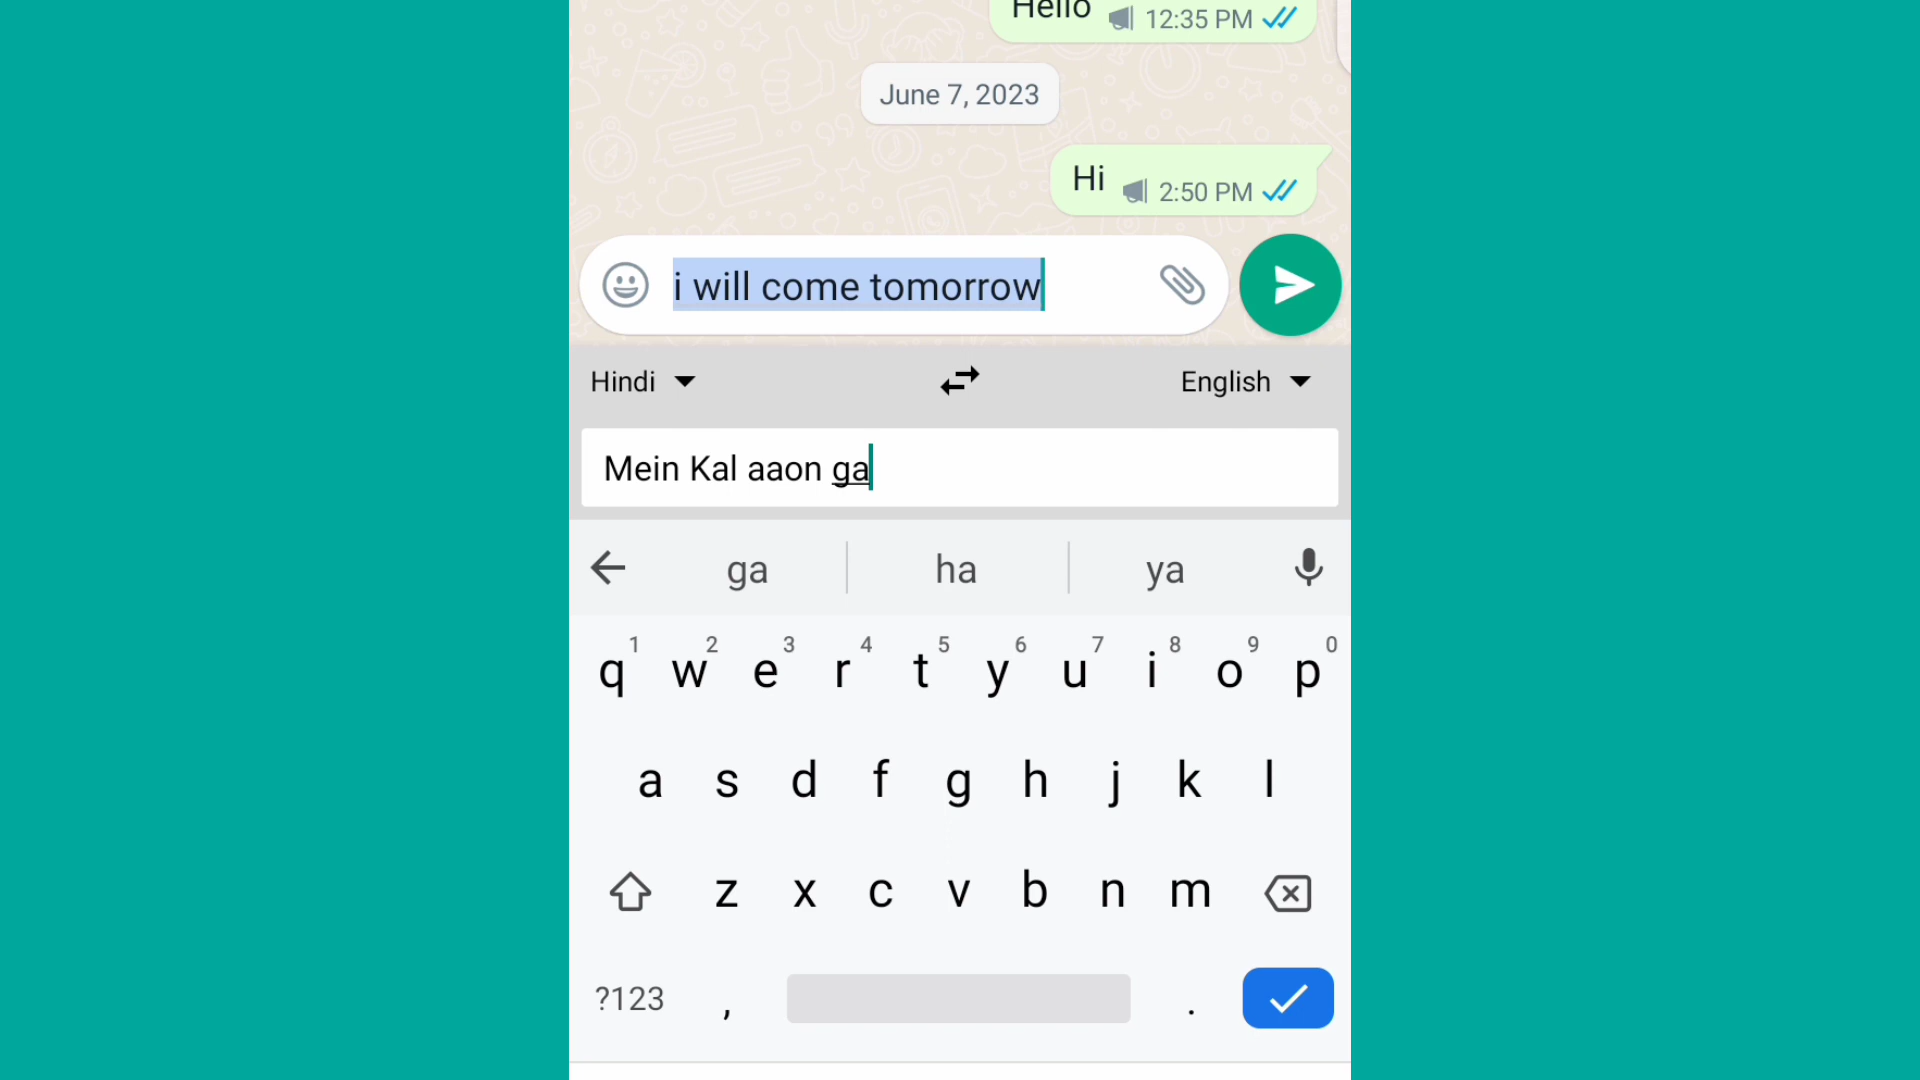 Hello 12:35 PM
June 7, 2023
Hi 2:50 PM
i will come tomorrow
Hindi English
Mein Kal aaon ga
ga ha ya
1 2 3 4 5 6 7 8 9 0
q w e r t y u i o p
a s d f g h j k l
z x c v b n m
?123 , .